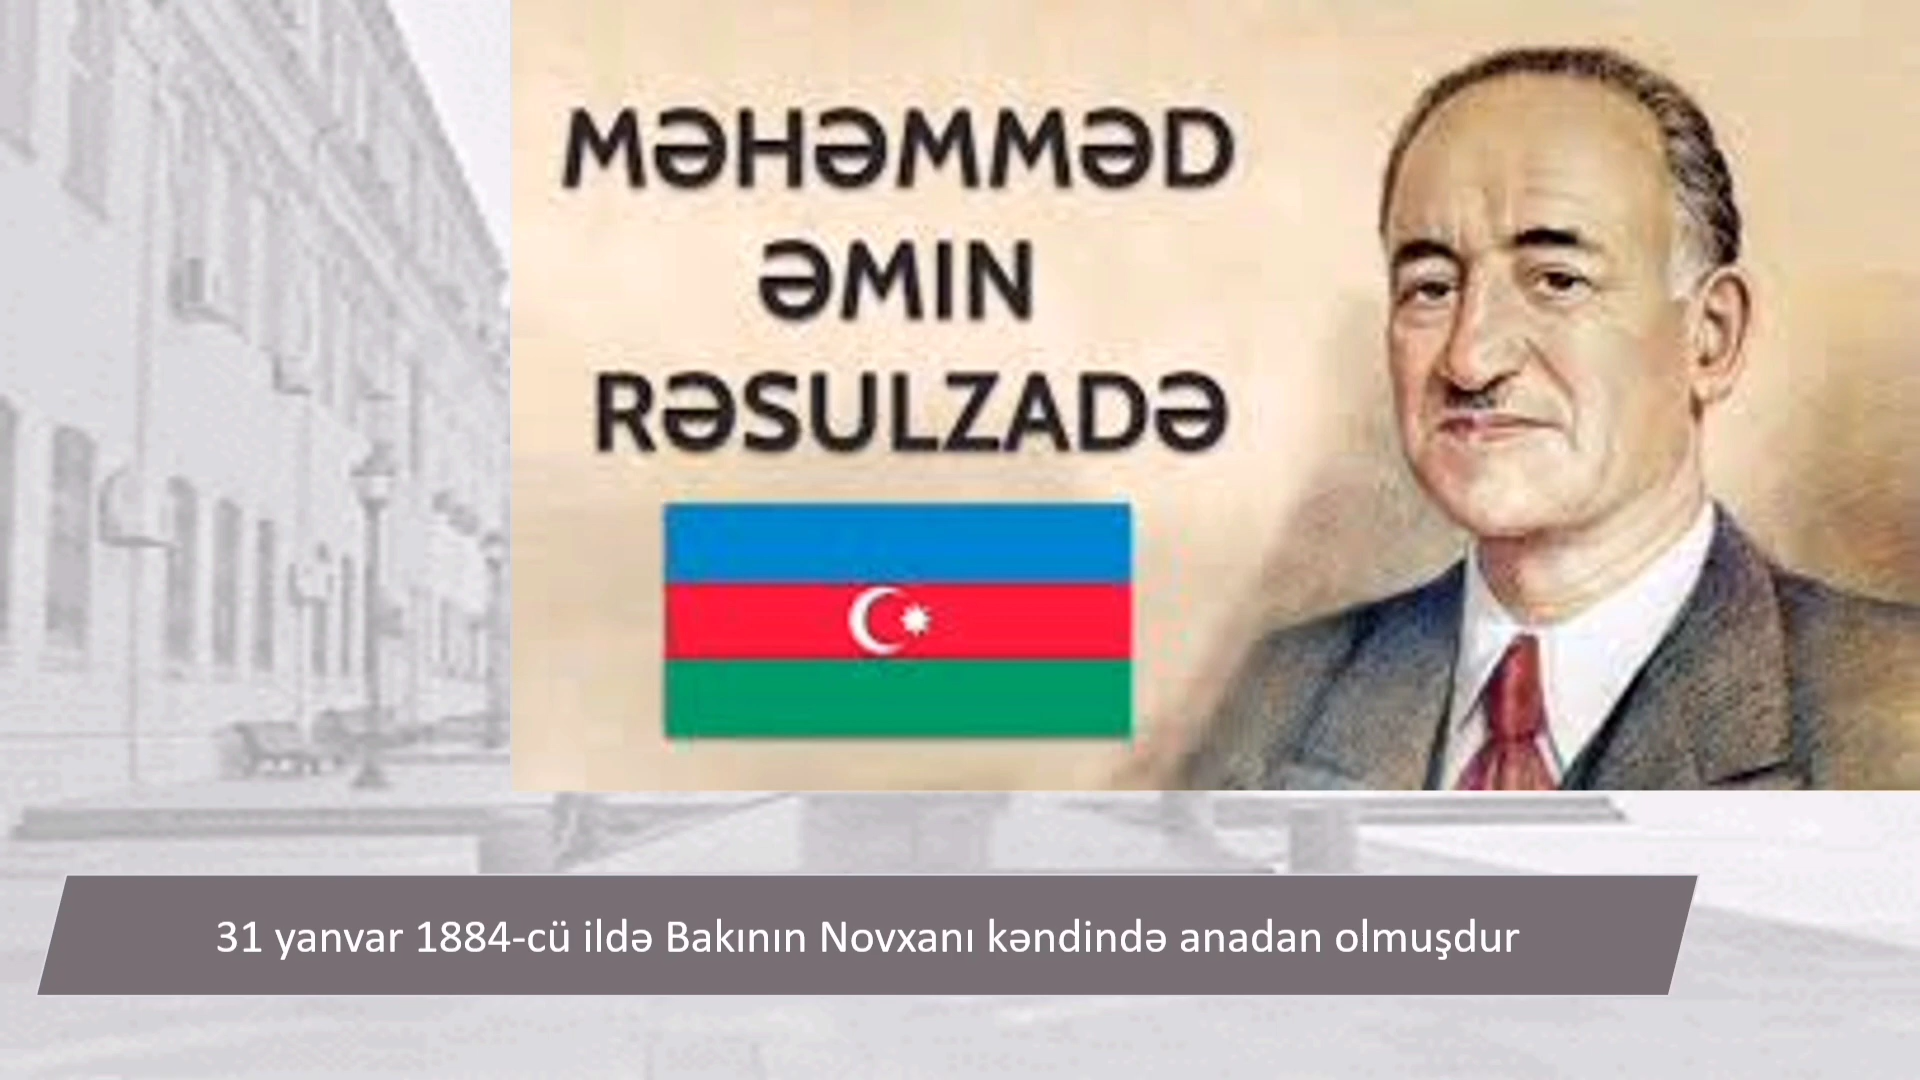 MƏHƏMMƏD
ƏMIN
RƏSULZADƏ
31 yanvar 1884-cü ildə Bakının Novxanı kəndində anadan olmuşdur